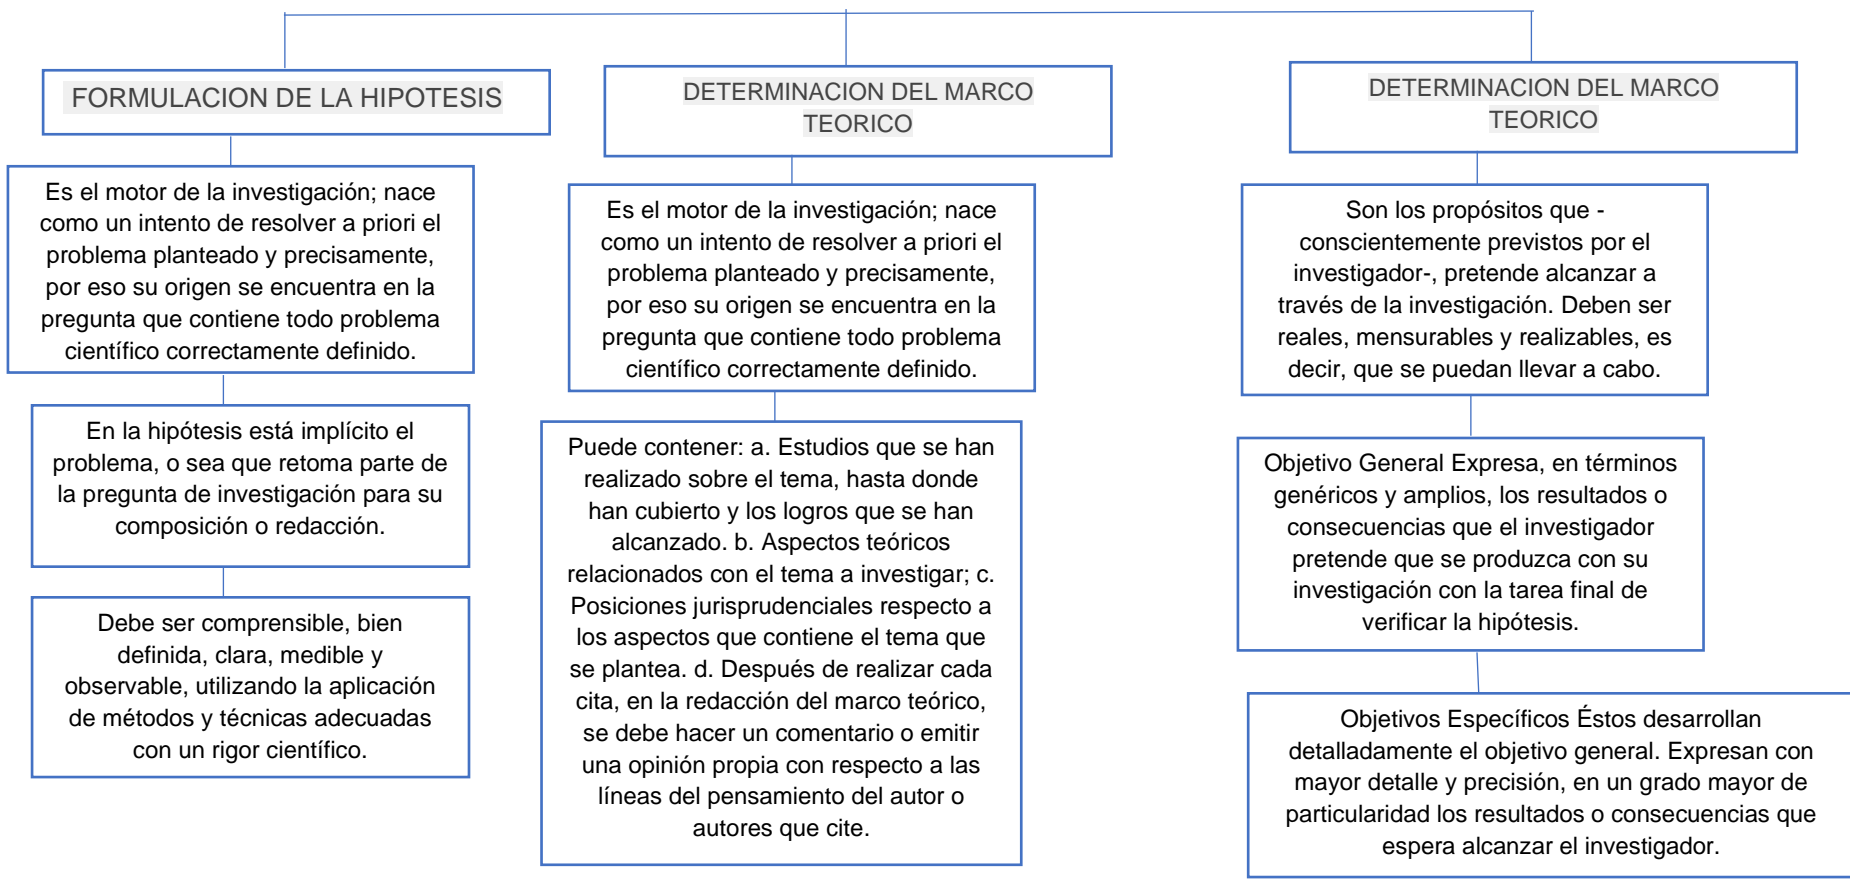 FORMULACION DE LA HIPOTESIS
Es el motor de la investigación; nace
como un intento de resolver a priori el
problema planteado y precisamente,
por eso su origen se encuentra en la
pregunta que contiene todo problema
científico correctamente definido.
En la hipótesis está implícito el
problema, o sea que retoma parte de
la pregunta de investigación para su
composición o redacción.
Debe ser comprensible, bien
definida, clara, medible y
observable, utilizando la aplicación
de métodos y técnicas adecuadas
con un rigor científico.
DETERMINACION DEL MARCO
TEORICO
Es el motor de la investigación; nace
como un intento de resolver a priori el
problema planteado y precisamente,
por eso su origen se encuentra en la
pregunta que contiene todo problema
científico correctamente definido.
Puede contener: a. Estudios que se han
realizado sobre el tema, hasta donde
han cubierto y los logros que se han
alcanzado. b. Aspectos teóricos
relacionados con el tema a investigar; c.
Posiciones jurisprudenciales respecto a
los aspectos que contiene el tema que
se plantea. d. Después de realizar cada
cita, en la redacción del marco teórico,
se debe hacer un comentario o emitir
una opinión propia con respecto a las
líneas del pensamiento del autor o
autores que cite.
DETERMINACION DEL MARCO
TEORICO
Son los propósitos que -
conscientemente previstos por el
investigador-, pretende alcanzar a
través de la investigación. Deben ser
reales, mensurables y realizables, es
decir, que se puedan llevar a cabo.
Objetivo General Expresa, en términos
genéricos y amplios, los resultados o
consecuencias que el investigador
pretende que se produzca con su
investigación con la tarea final de
verificar la hipótesis.
Objetivos Específicos Éstos desarrollan
detalladamente el objetivo general. Expresan con
mayor detalle y precisión, en un grado mayor de
particularidad los resultados o consecuencias que
espera alcanzar el investigador.